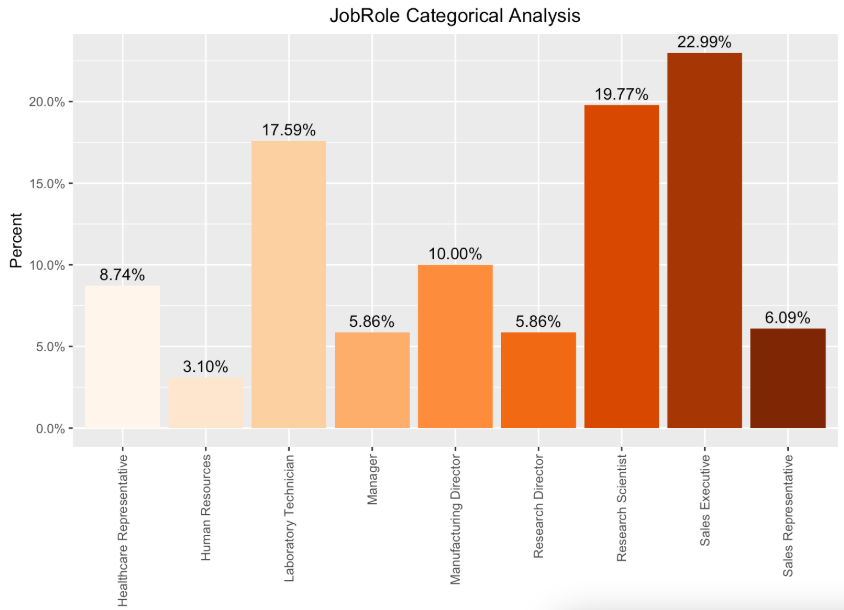 JobRole Categorical Analysis
22.99%
19.77%
17.59%
10.00%
8.74%
6.09%
5.86%
5.86%
3.10%
Percent
20.0%
15.0%
10.0%
5.0%
0.0%
Healthcare Representative
Human Resources
Laboratory Technician
Manager
Manufacturing Director
Research Director
Research Scientist
Sales Executive
Sales Representative